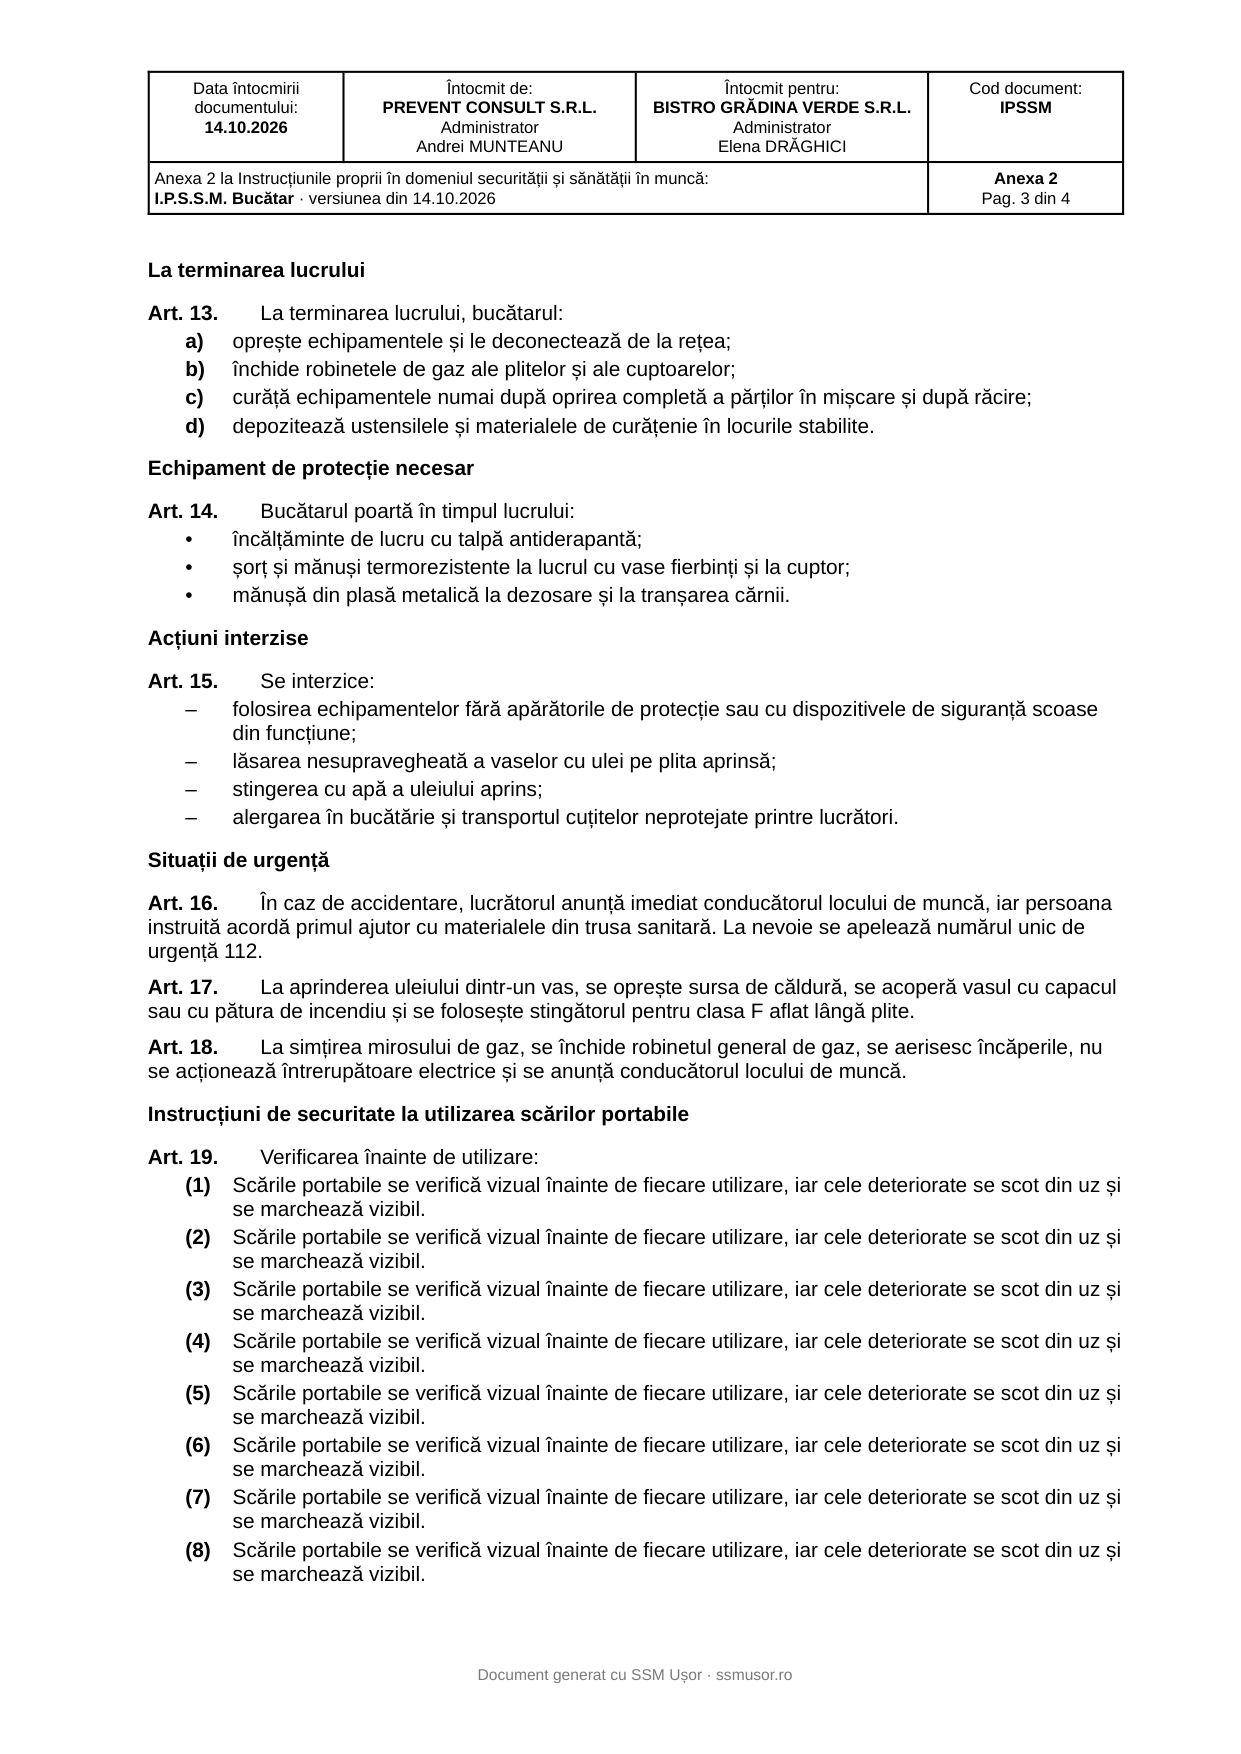 Data întocmirii
documentului:
14.10.2026
Întocmit de:
PREVENT CONSULT S.R.L.
Administrator
Andrei MUNTEANU
Întocmit pentru:
BISTRO GRĂDINA VERDE S.R.L.
Administrator
Elena DRĂGHICI
Cod document:
IPSSM
Anexa 2 la Instrucțiunile proprii în domeniul securității și sănătății în muncă:
I.P.S.S.M. Bucătar · versiunea din 14.10.2026
Anexa 2
Pag. 3 din 4
La terminarea lucrului
Art. 13. La terminarea lucrului, bucătarul:
a) oprește echipamentele și le deconectează de la rețea;
b) închide robinetele de gaz ale plitelor și ale cuptoarelor;
c) curăță echipamentele numai după oprirea completă a părților în mișcare și după răcire;
d) depozitează ustensilele și materialele de curățenie în locurile stabilite.
Echipament de protecție necesar
Art. 14. Bucătarul poartă în timpul lucrului:
• încălțăminte de lucru cu talpă antiderapantă;
• șorț și mănuși termorezistente la lucrul cu vase fierbinți și la cuptor;
• mănușă din plasă metalică la dezosare și la tranșarea cărnii.
Acțiuni interzise
Art. 15. Se interzice:
– folosirea echipamentelor fără apărătorile de protecție sau cu dispozitivele de siguranță scoase
din funcțiune;
– lăsarea nesupravegheată a vaselor cu ulei pe plita aprinsă;
– stingerea cu apă a uleiului aprins;
– alergarea în bucătărie și transportul cuțitelor neprotejate printre lucrători.
Situații de urgență
Art. 16. În caz de accidentare, lucrătorul anunță imediat conducătorul locului de muncă, iar persoana
instruită acordă primul ajutor cu materialele din trusa sanitară. La nevoie se apelează numărul unic de
urgență 112.
Art. 17. La aprinderea uleiului dintr-un vas, se oprește sursa de căldură, se acoperă vasul cu capacul
sau cu pătura de incendiu și se folosește stingătorul pentru clasa F aflat lângă plite.
Art. 18. La simțirea mirosului de gaz, se închide robinetul general de gaz, se aerisesc încăperile, nu
se acționează întrerupătoare electrice și se anunță conducătorul locului de muncă.
Instrucțiuni de securitate la utilizarea scărilor portabile
Art. 19. Verificarea înainte de utilizare:
(1) Scările portabile se verifică vizual înainte de fiecare utilizare, iar cele deteriorate se scot din uz și
se marchează vizibil.
(2) Scările portabile se verifică vizual înainte de fiecare utilizare, iar cele deteriorate se scot din uz și
se marchează vizibil.
(3) Scările portabile se verifică vizual înainte de fiecare utilizare, iar cele deteriorate se scot din uz și
se marchează vizibil.
(4) Scările portabile se verifică vizual înainte de fiecare utilizare, iar cele deteriorate se scot din uz și
se marchează vizibil.
(5) Scările portabile se verifică vizual înainte de fiecare utilizare, iar cele deteriorate se scot din uz și
se marchează vizibil.
(6) Scările portabile se verifică vizual înainte de fiecare utilizare, iar cele deteriorate se scot din uz și
se marchează vizibil.
(7) Scările portabile se verifică vizual înainte de fiecare utilizare, iar cele deteriorate se scot din uz și
se marchează vizibil.
(8) Scările portabile se verifică vizual înainte de fiecare utilizare, iar cele deteriorate se scot din uz și
se marchează vizibil.
Document generat cu SSM Ușor · ssmusor.ro